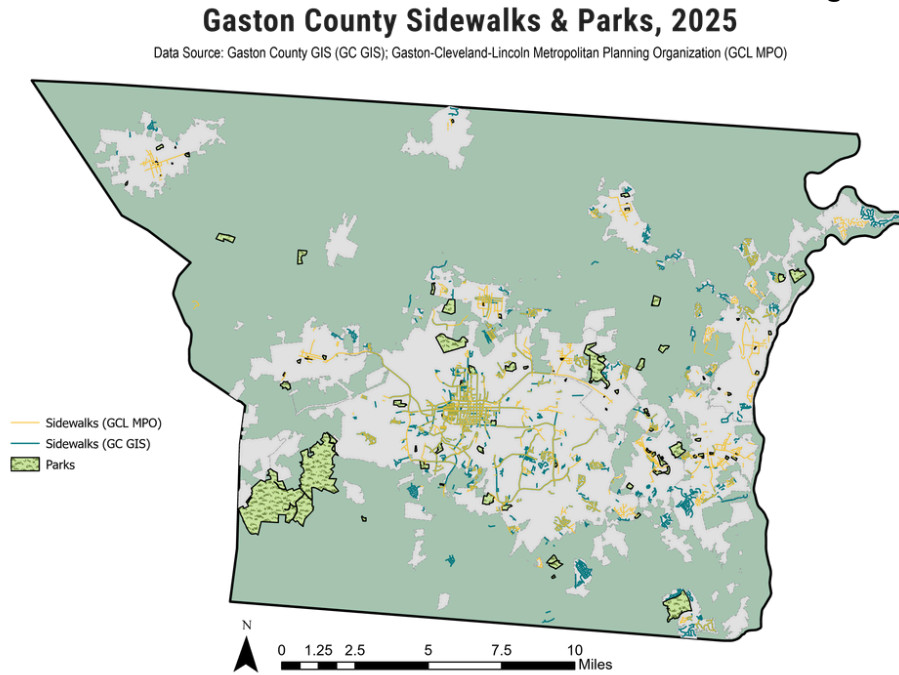 Gaston County Sidewalks & Parks, 2025
Data Source: Gaston County GIS (GC GIS); Gaston-Cleveland-Lincoln Metropolitan Planning Organization (GCL MPO)
Sidewalks (GCL MPO)
Sidewalks (GC GIS)
Parks
N
0 1.25 2.5 5 7.5 10
Miles